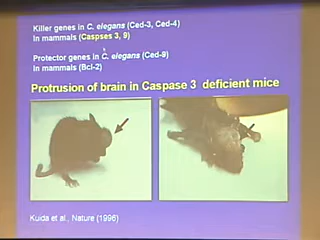 Killer genes in C. elegans (Ced-3, Ced-4)
In mammals (Caspses 3, 9)
Protector genes in C. elegans (Ced-9)
In mammals (Bcl-2)
Protrusion of brain in Caspase 3 deficient mice
Kuida et al., Nature (1996)